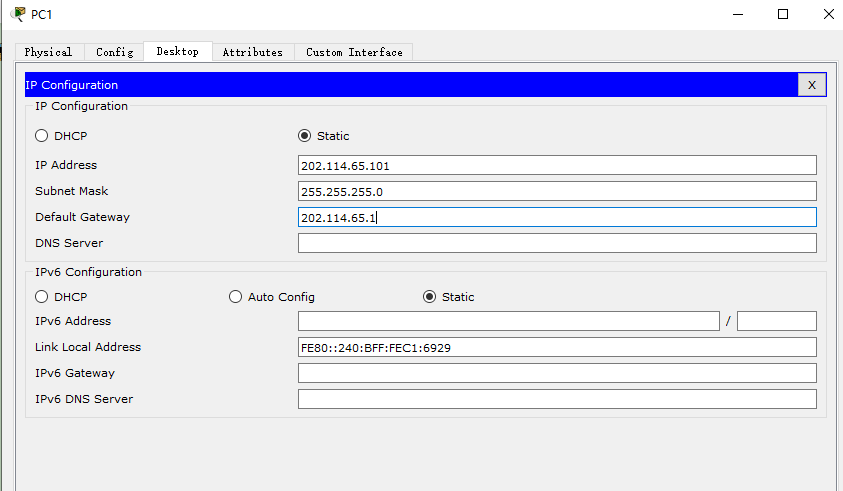 PC1
Physical Config Desktop Attributes Custom Interface
IP Configuration X
IP Configuration
DHCP Static
IP Address 202.114.65.101
Subnet Mask 255.255.255.0
Default Gateway 202.114.65.1
DNS Server
IPv6 Configuration
DHCP Auto Config Static
IPv6 Address /
Link Local Address FE80::240:BFF:FEC1:6929
IPv6 Gateway
IPv6 DNS Server